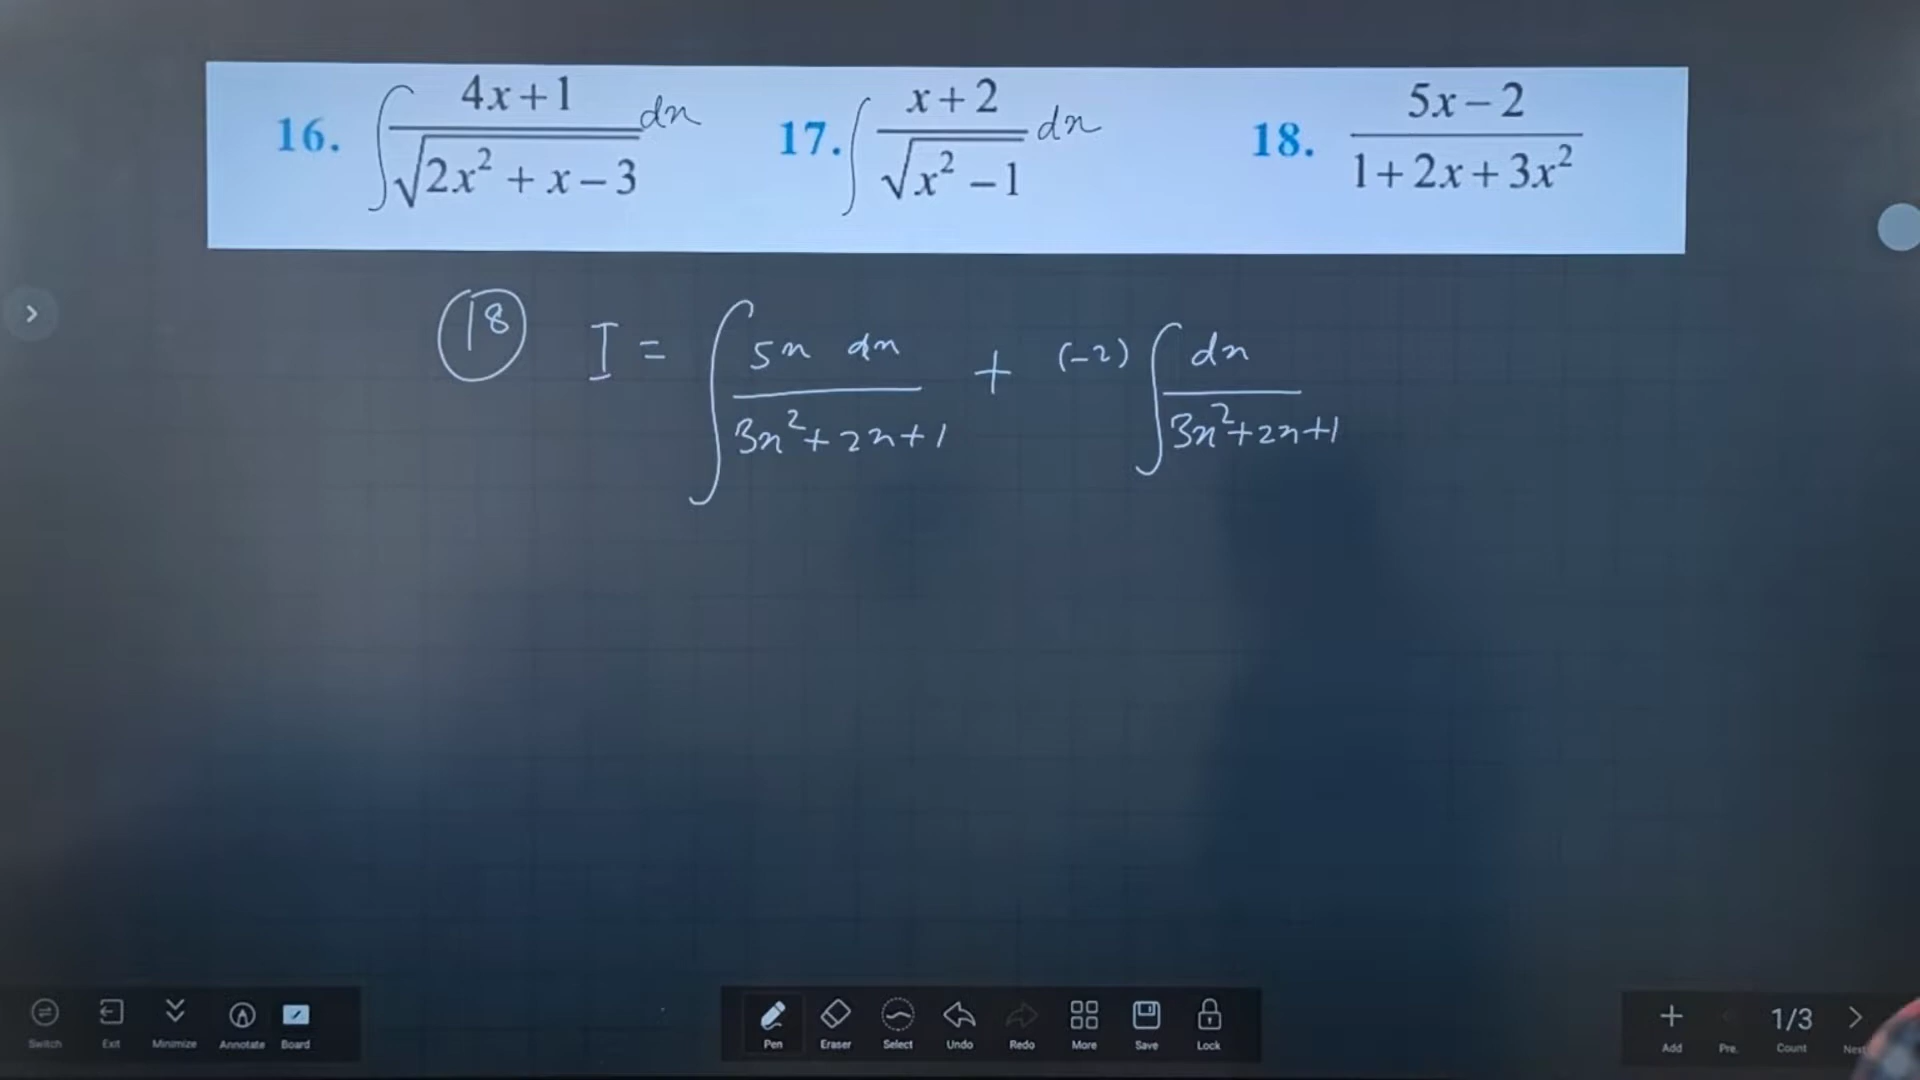 16. ∫ 4x+1 / √2x² + x – 3 dx 17. ∫ x+2 / √x² – 1 dx 18. 5x – 2 / 1 + 2x + 3x²
(18) I = ∫ 5x dx / 3x² + 2x + 1 + (-2) ∫ dx / 3x² + 2x + 1
Switch Exit Minimize Annotate Board Pen Eraser Select Undo Redo More Save Lock Add Pre. 1/3 Count Next